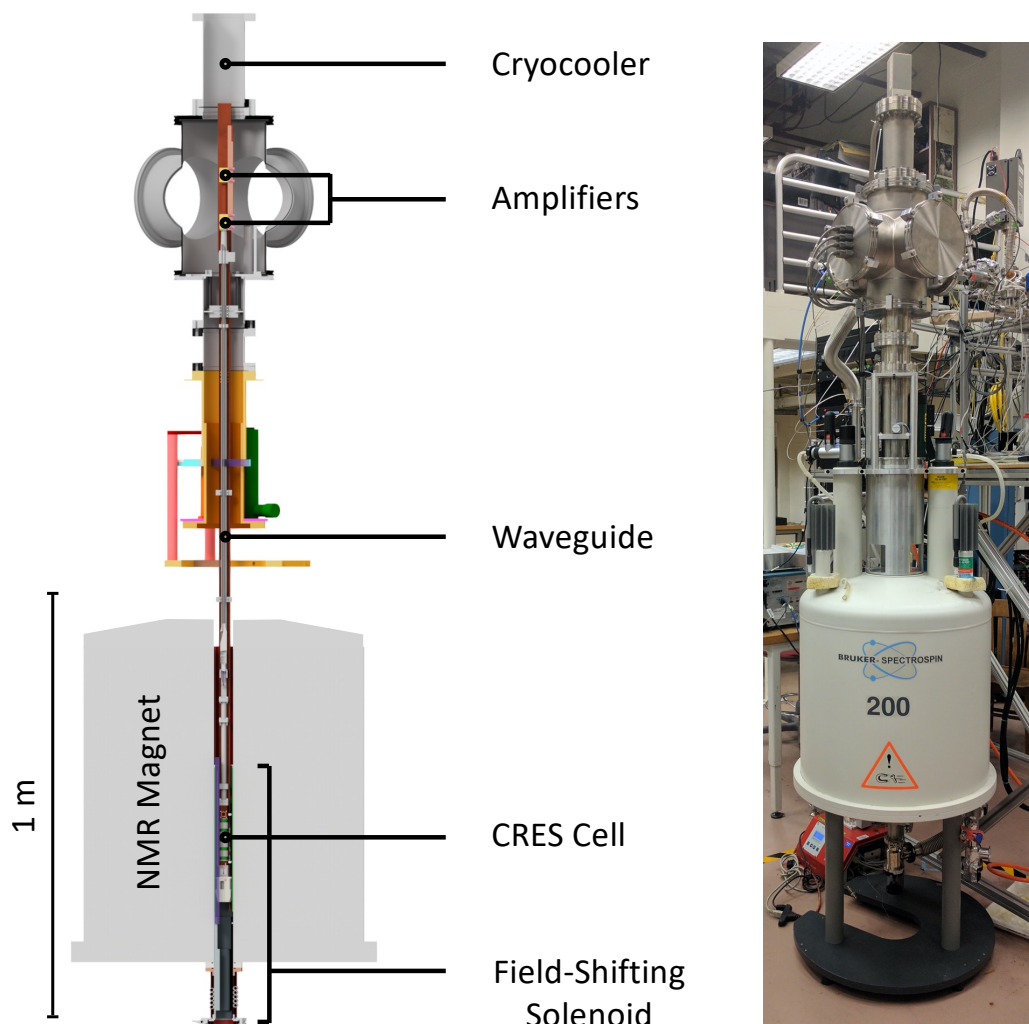 Cryocooler
Amplifiers
Waveguide
1 m
NMR Magnet
CRES Cell
Field-Shifting
Solenoid
BRUKER-SPECTROSPIN
200